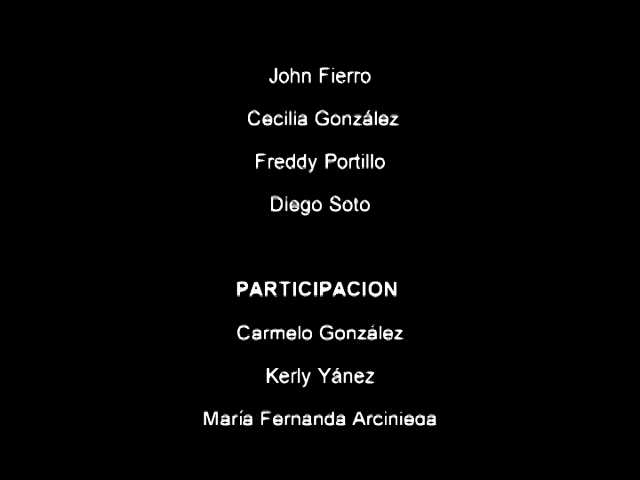 John Fierro
Cecilia González
Freddy Portillo
Diego Soto
PARTICIPACION
Carmelo González
Kerly Yánez
María Fernanda Arciniega